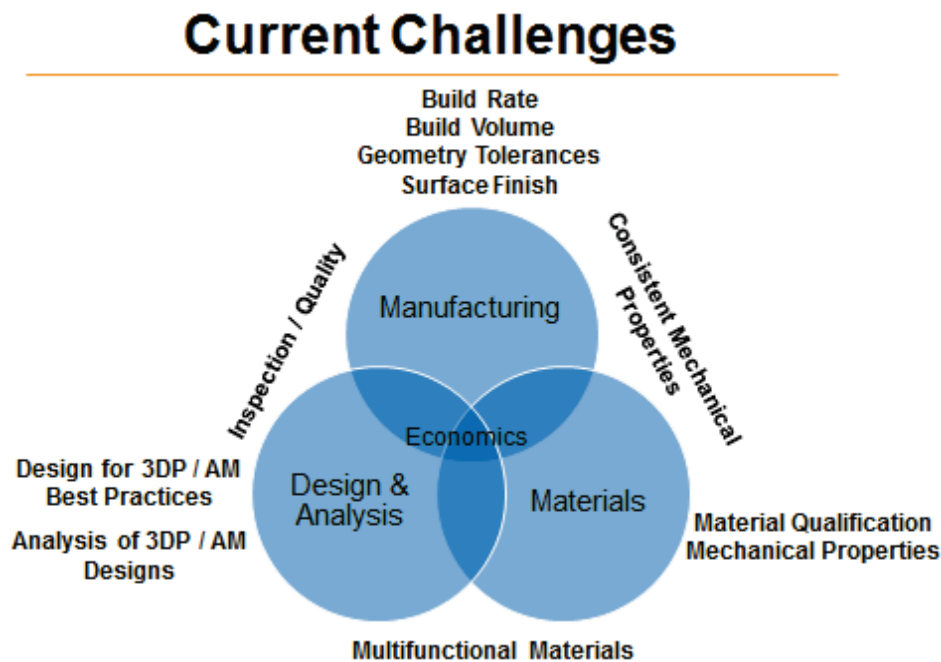 Current Challenges
Build Rate
Build Volume
Geometry Tolerances
Surface Finish
Inspection / Quality
Consistent Mechanical
Properties
Manufacturing
Economics
Design for 3DP / AM
Best Practices
Analysis of 3DP / AM
Designs
Design &
Analysis
Materials
Material Qualification
Mechanical Properties
Multifunctional Materials